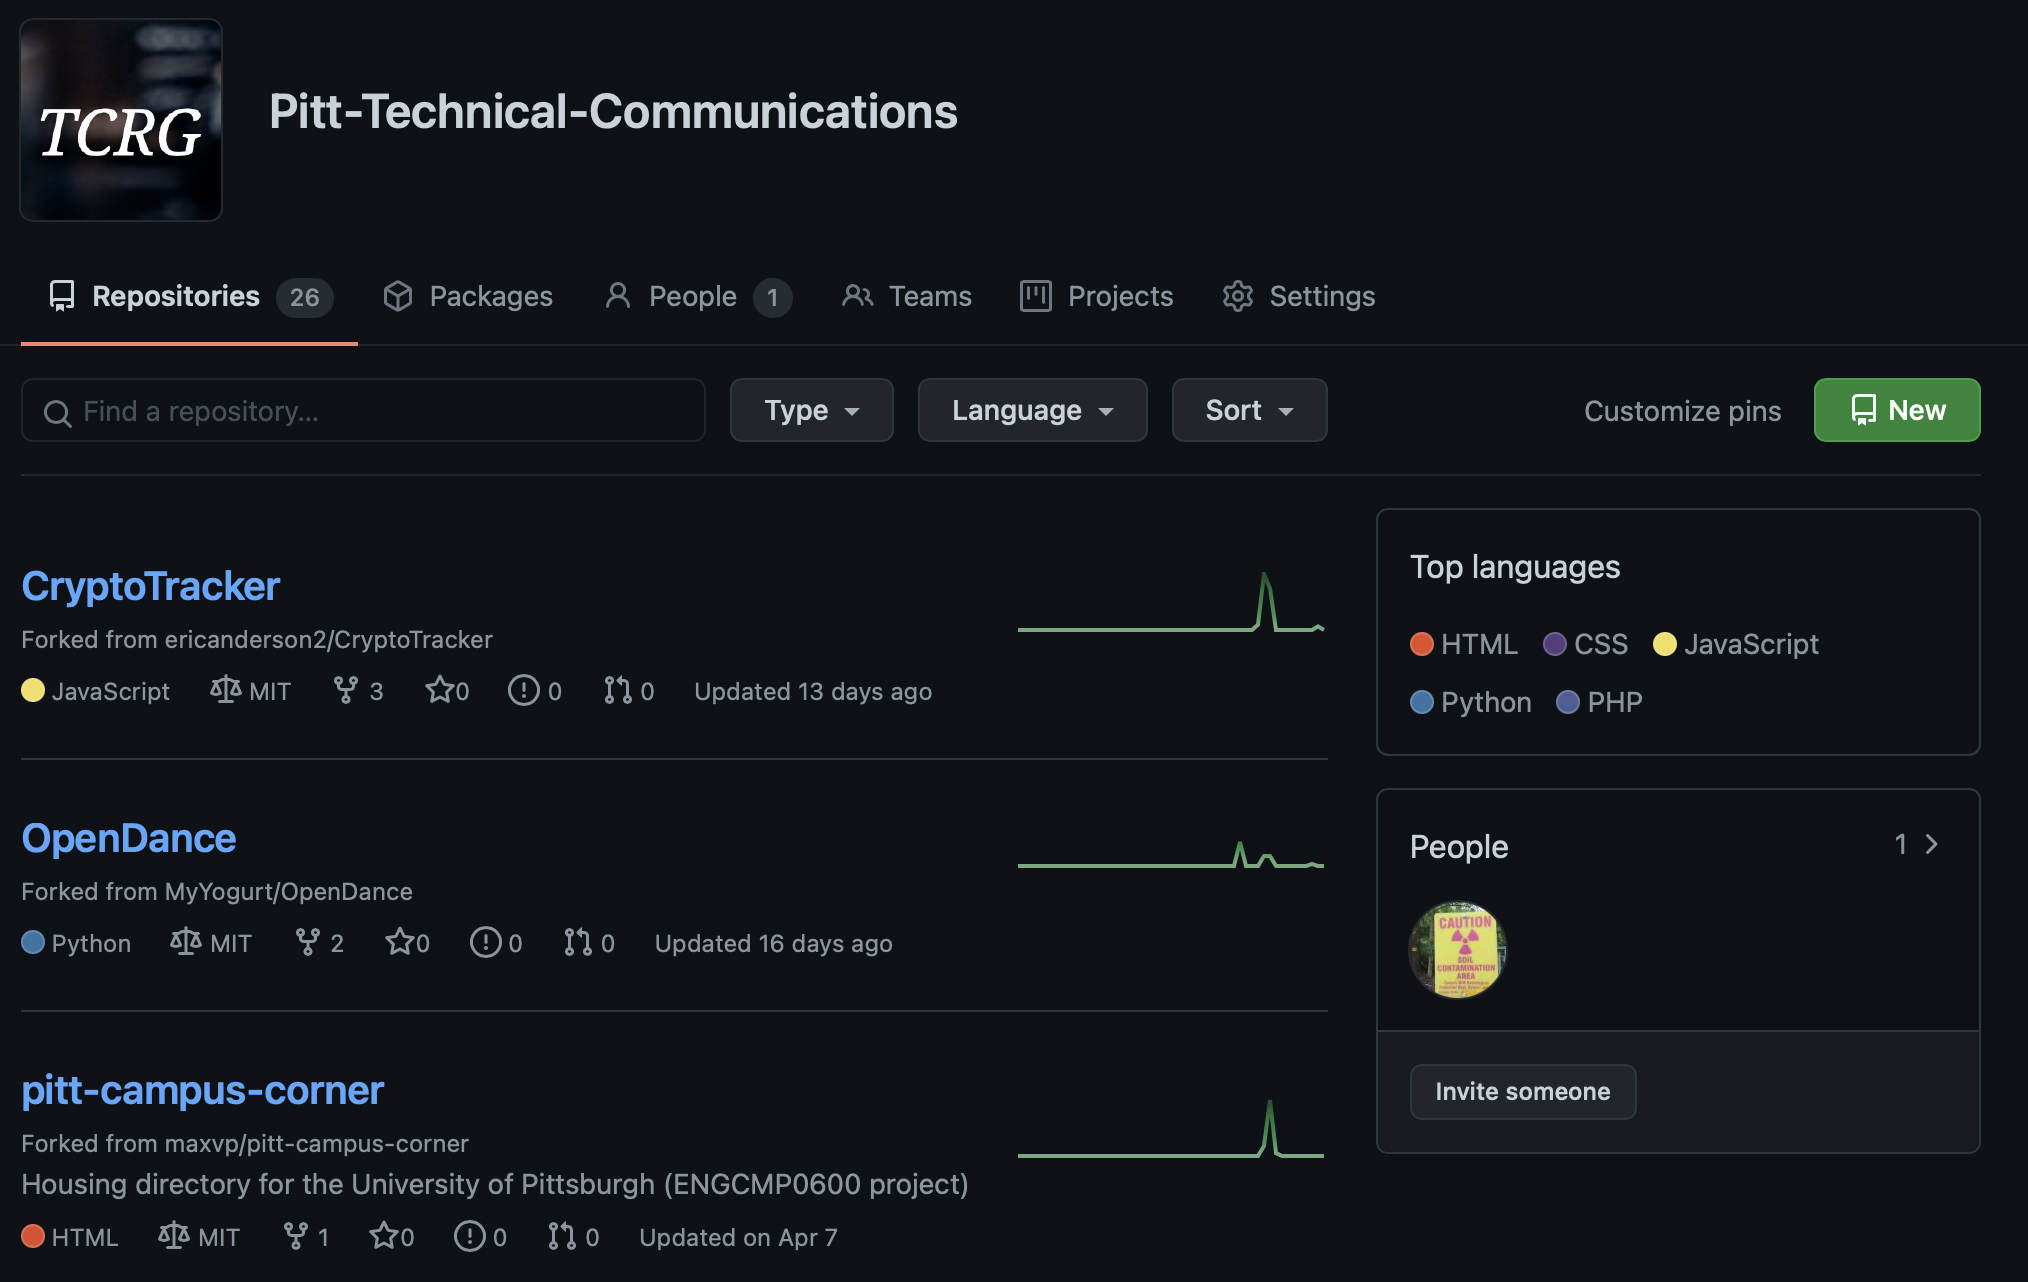 TCRG
Pitt-Technical-Communications
Repositories 26 Packages People 1 Teams Projects Settings
Find a repository... Type Language Sort Customize pins New
CryptoTracker
Forked from ericanderson2/CryptoTracker
JavaScript MIT 3 0 0 0 Updated 13 days ago
OpenDance
Forked from MyYogurt/OpenDance
Python MIT 2 0 0 0 Updated 16 days ago
pitt-campus-corner
Forked from maxvp/pitt-campus-corner
Housing directory for the University of Pittsburgh (ENGCMP0600 project)
HTML MIT 1 0 0 0 Updated on Apr 7
Top languages
HTML CSS JavaScript
Python PHP
People 1
CAUTION
SOIL
CONTAMINATION
AREA
Invite someone